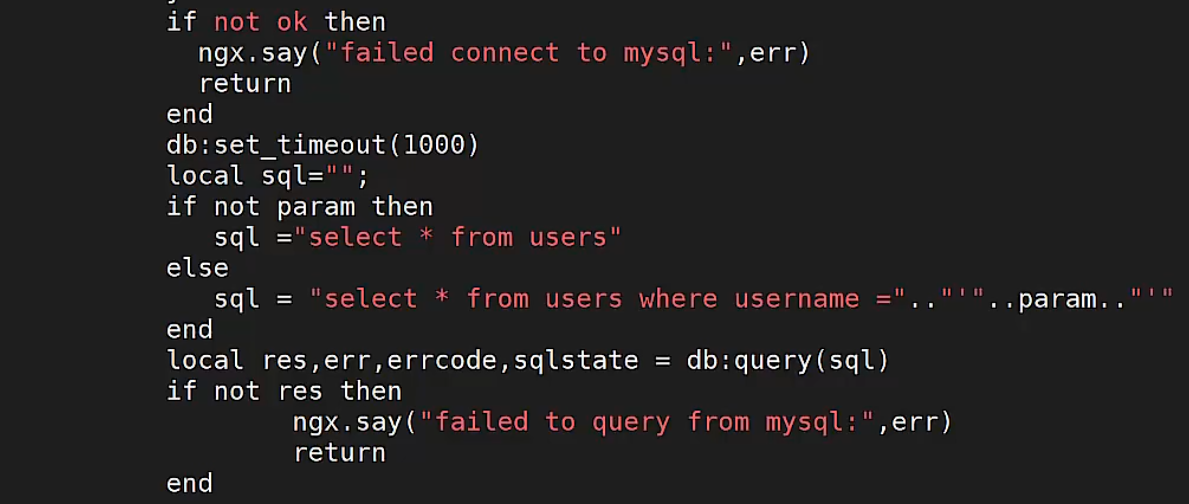 if not ok then
  ngx.say("failed connect to mysql:",err)
  return
end
db:set_timeout(1000)
local sql="";
if not param then
   sql ="select * from users"
else
   sql = "select * from users where username =".."'"..param.."'"
end
local res,err,errcode,sqlstate = db:query(sql)
if not res then
        ngx.say("failed to query from mysql:",err)
        return
end